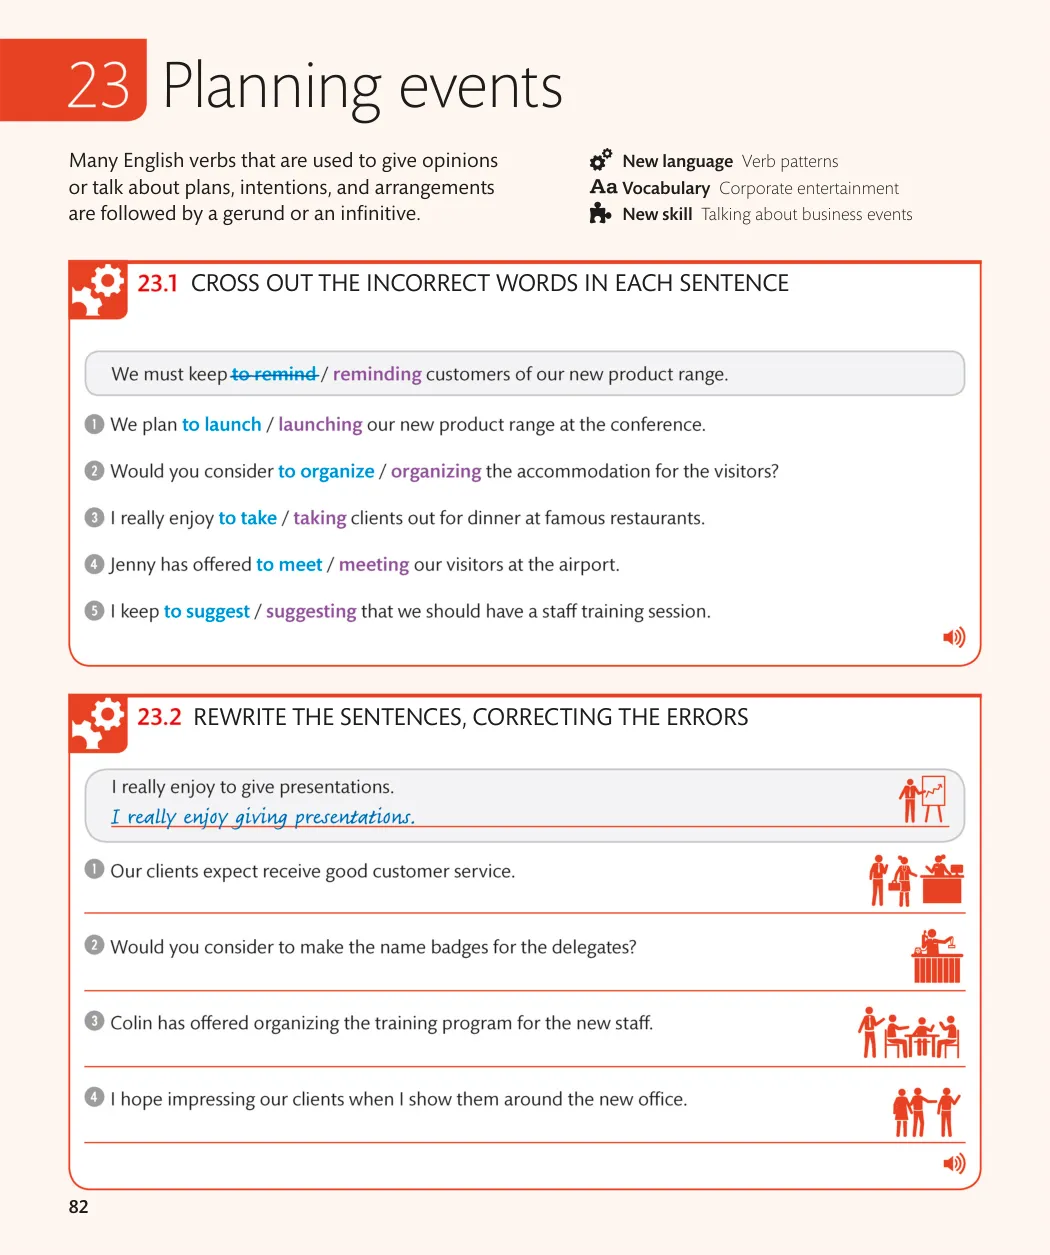 23 Planning events
Many English verbs that are used to give opinions
or talk about plans, intentions, and arrangements
are followed by a gerund or an infinitive.
New language Verb patterns
Aa Vocabulary Corporate entertainment
New skill Talking about business events
23.1 CROSS OUT THE INCORRECT WORDS IN EACH SENTENCE
We must keep to remind / reminding customers of our new product range.
1 We plan to launch / launching our new product range at the conference.
2 Would you consider to organize / organizing the accommodation for the visitors?
3 I really enjoy to take / taking clients out for dinner at famous restaurants.
4 Jenny has offered to meet / meeting our visitors at the airport.
5 I keep to suggest / suggesting that we should have a staff training session.
23.2 REWRITE THE SENTENCES, CORRECTING THE ERRORS
I really enjoy to give presentations.
I really enjoy giving presentations.
1 Our clients expect receive good customer service.
2 Would you consider to make the name badges for the delegates?
3 Colin has offered organizing the training program for the new staff.
4 I hope impressing our clients when I show them around the new office.
82